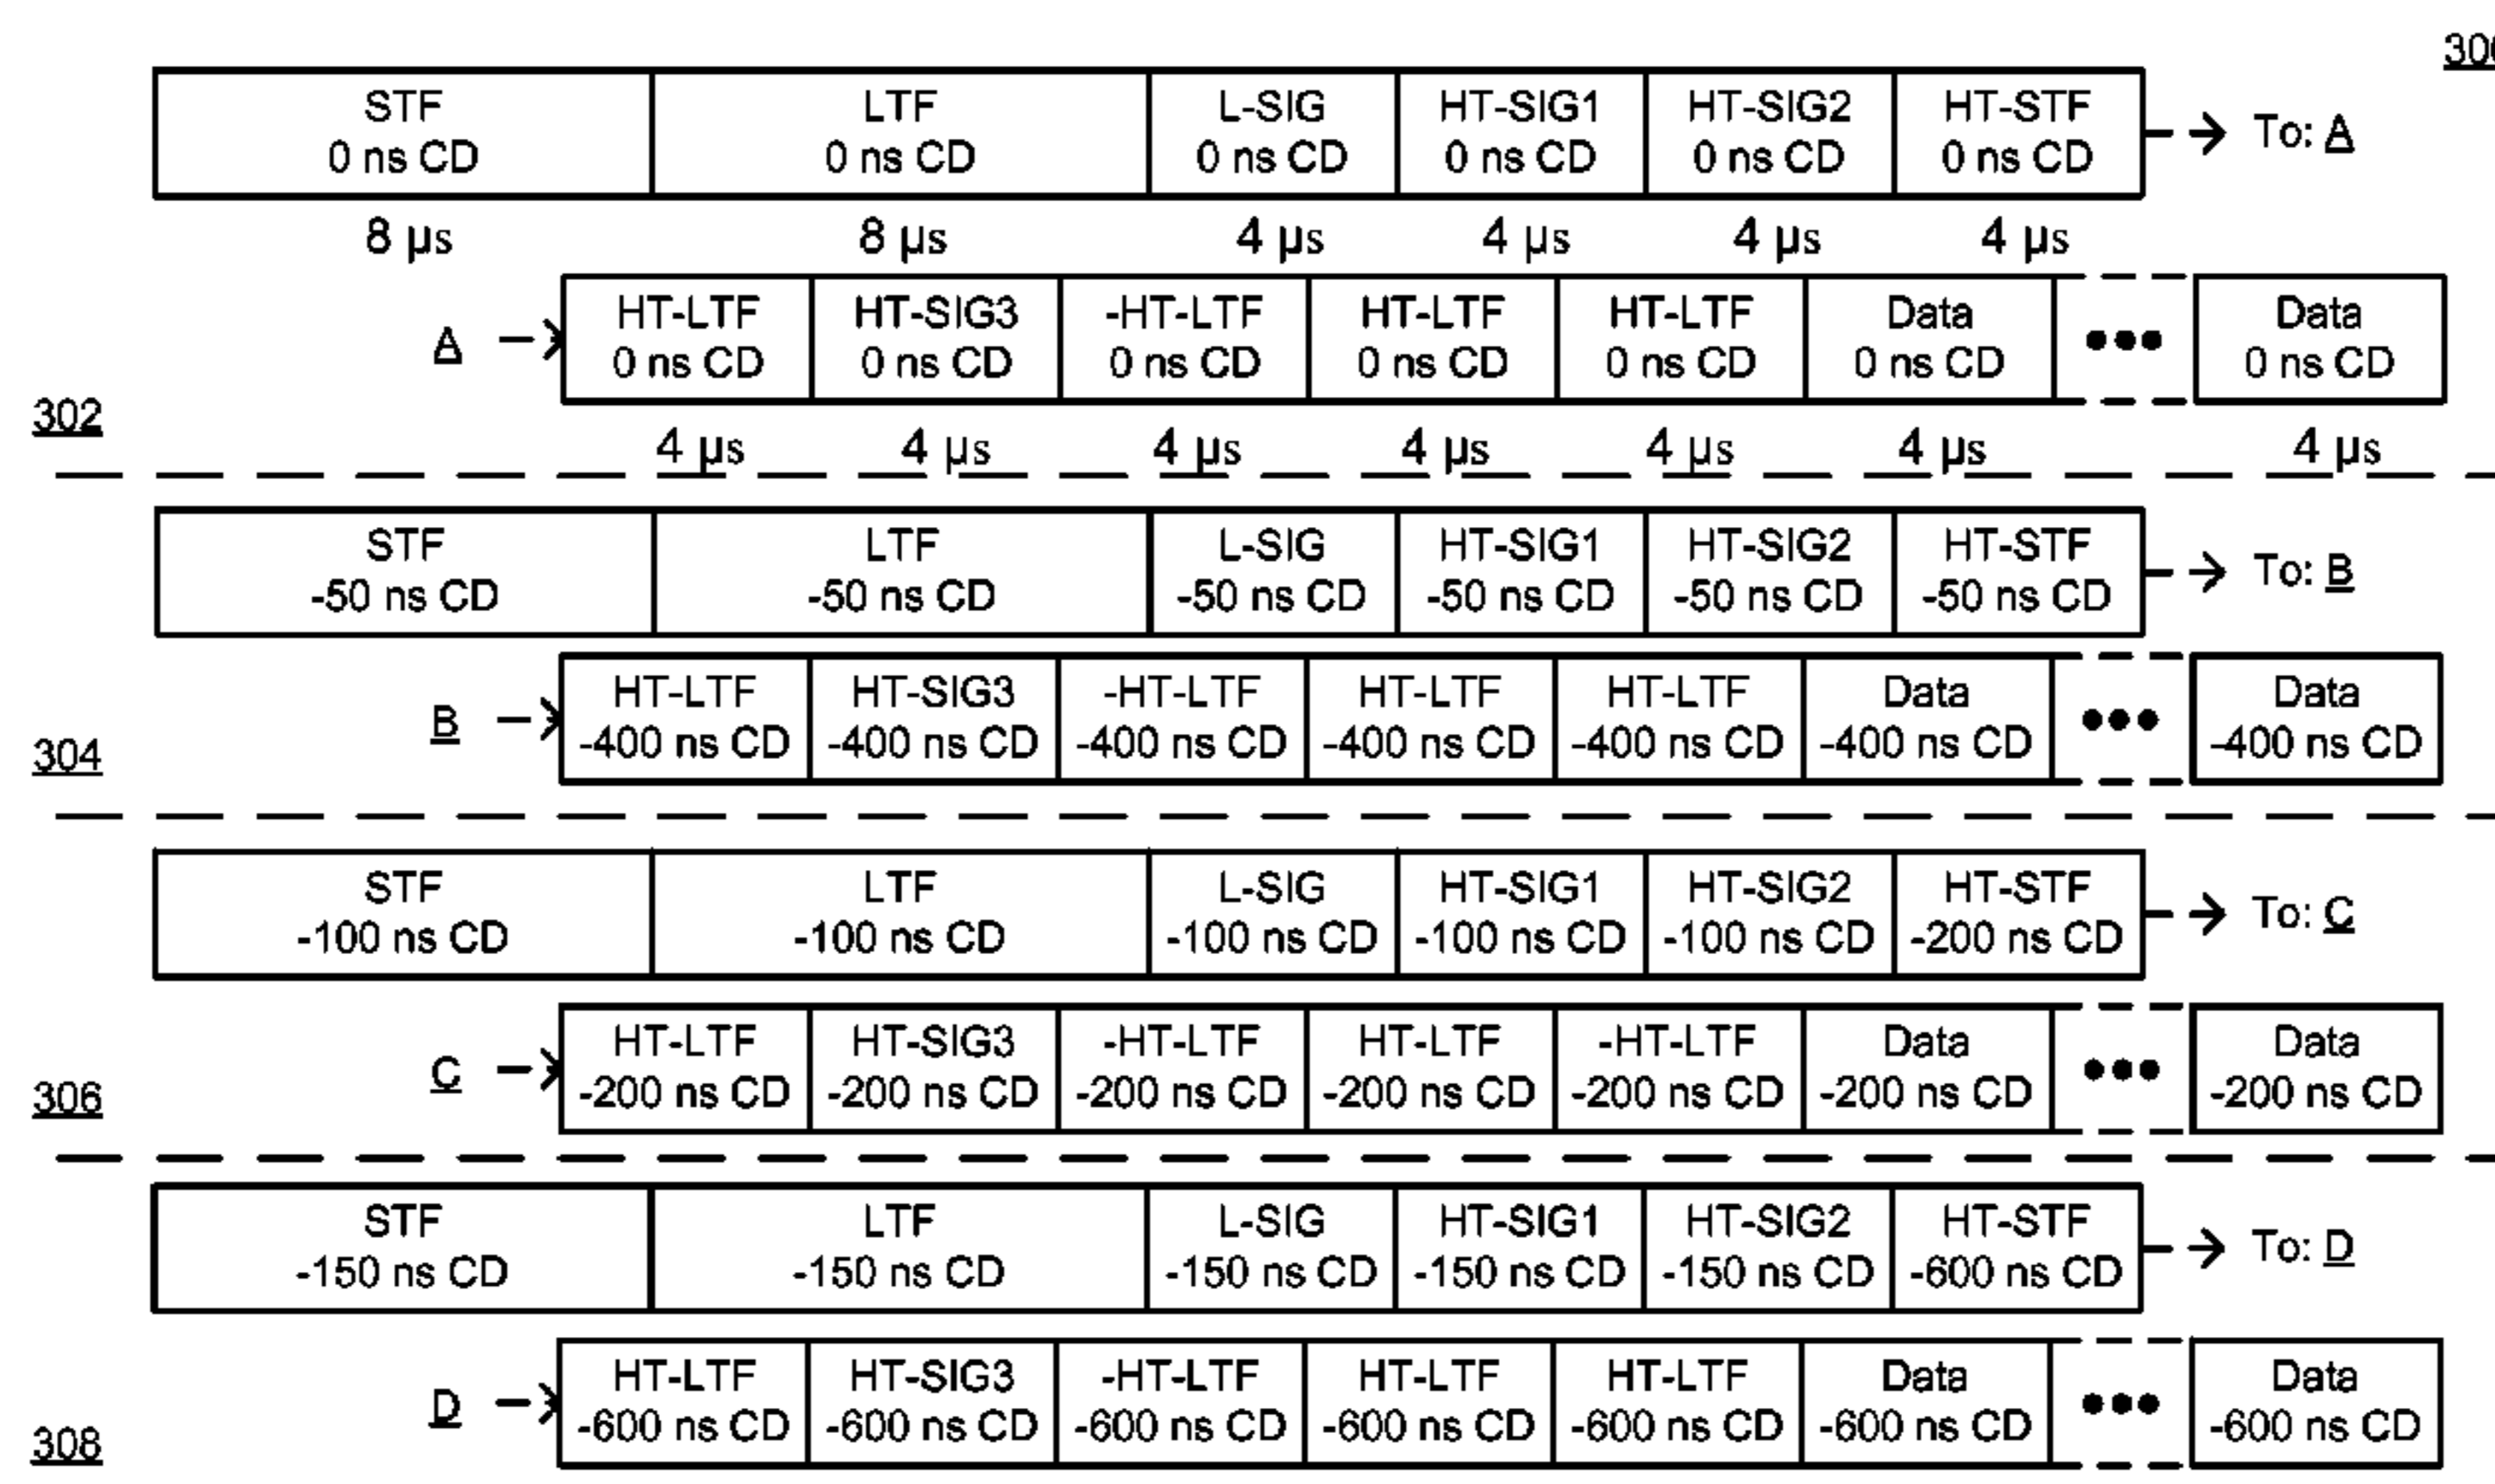 300
STF LTF L-SIG HT-SIG1 HT-SIG2 HT-STF
0 ns CD 0 ns CD 0 ns CD 0 ns CD 0 ns CD 0 ns CD
To: A
8 µs 8 µs 4 µs 4 µs 4 µs 4 µs
A
HT-LTF HT-SIG3 -HT-LTF HT-LTF HT-LTF Data Data
0 ns CD 0 ns CD 0 ns CD 0 ns CD 0 ns CD 0 ns CD 0 ns CD
302
4 µs 4 µs 4 µs 4 µs 4 µs 4 µs 4 µs
STF LTF L-SIG HT-SIG1 HT-SIG2 HT-STF
-50 ns CD -50 ns CD -50 ns CD -50 ns CD -50 ns CD -50 ns CD
To: B
B
HT-LTF HT-SIG3 -HT-LTF HT-LTF HT-LTF Data Data
-400 ns CD -400 ns CD -400 ns CD -400 ns CD -400 ns CD -400 ns CD -400 ns CD
304
STF LTF L-SIG HT-SIG1 HT-SIG2 HT-STF
-100 ns CD -100 ns CD -100 ns CD -100 ns CD -100 ns CD -200 ns CD
To: C
C
HT-LTF HT-SIG3 -HT-LTF HT-LTF -HT-LTF Data Data
-200 ns CD -200 ns CD -200 ns CD -200 ns CD -200 ns CD -200 ns CD -200 ns CD
306
STF LTF L-SIG HT-SIG1 HT-SIG2 HT-STF
-150 ns CD -150 ns CD -150 ns CD -150 ns CD -150 ns CD -600 ns CD
To: D
D
HT-LTF HT-SIG3 -HT-LTF HT-LTF HT-LTF Data Data
-600 ns CD -600 ns CD -600 ns CD -600 ns CD -600 ns CD -600 ns CD -600 ns CD
308